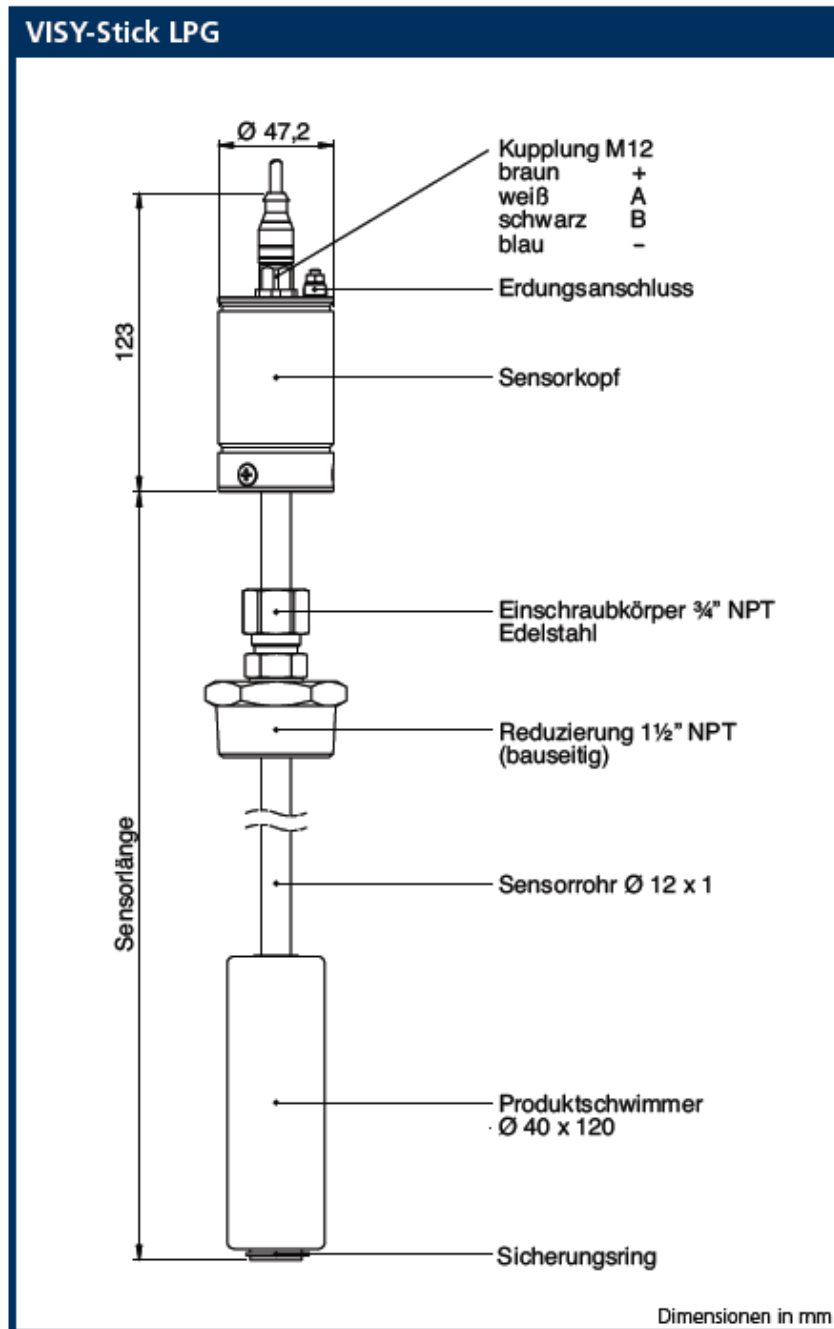 VISY-Stick LPG
Ø 47,2
Kupplung M12
braun +
weiß A
schwarz B
blau -
Erdungsanschluss
123
Sensorkopf
Einschraubkörper ¾” NPT
Edelstahl
Reduzierung 1½” NPT
(bauseitig)
Sensorlänge
Sensorrohr Ø 12 x 1
Produktschwimmer
Ø 40 x 120
Sicherungsring
Dimensionen in mm